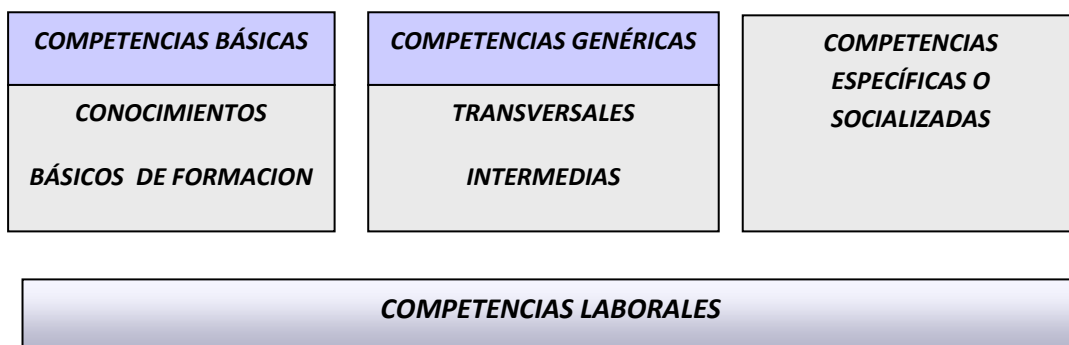 COMPETENCIAS BÁSICAS
CONOCIMIENTOS
BÁSICOS DE FORMACION
COMPETENCIAS GENÉRICAS
TRANSVERSALES
INTERMEDIAS
COMPETENCIAS
ESPECÍFICAS O
SOCIALIZADAS
COMPETENCIAS LABORALES